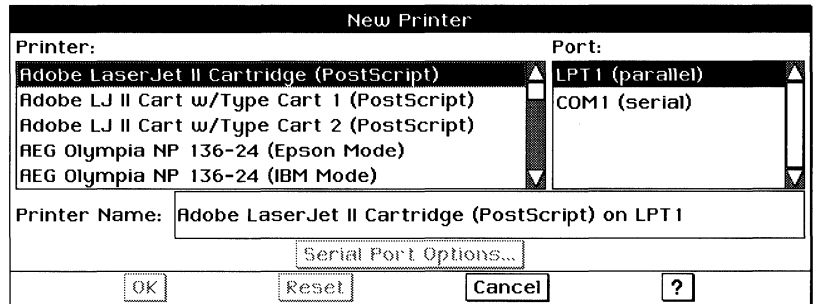 New Printer
Printer: Port:
Adobe LaserJet II Cartridge (PostScript) LPT1 (parallel)
Adobe LJ II Cart w/Type Cart 1 (PostScript) COM1 (serial)
Adobe LJ II Cart w/Type Cart 2 (PostScript)
AEG Olympia NP 136-24 (Epson Mode)
AEG Olympia NP 136-24 (IBM Mode)
Printer Name: Adobe LaserJet II Cartridge (PostScript) on LPT1
Serial Port Options...
OK Reset Cancel ?